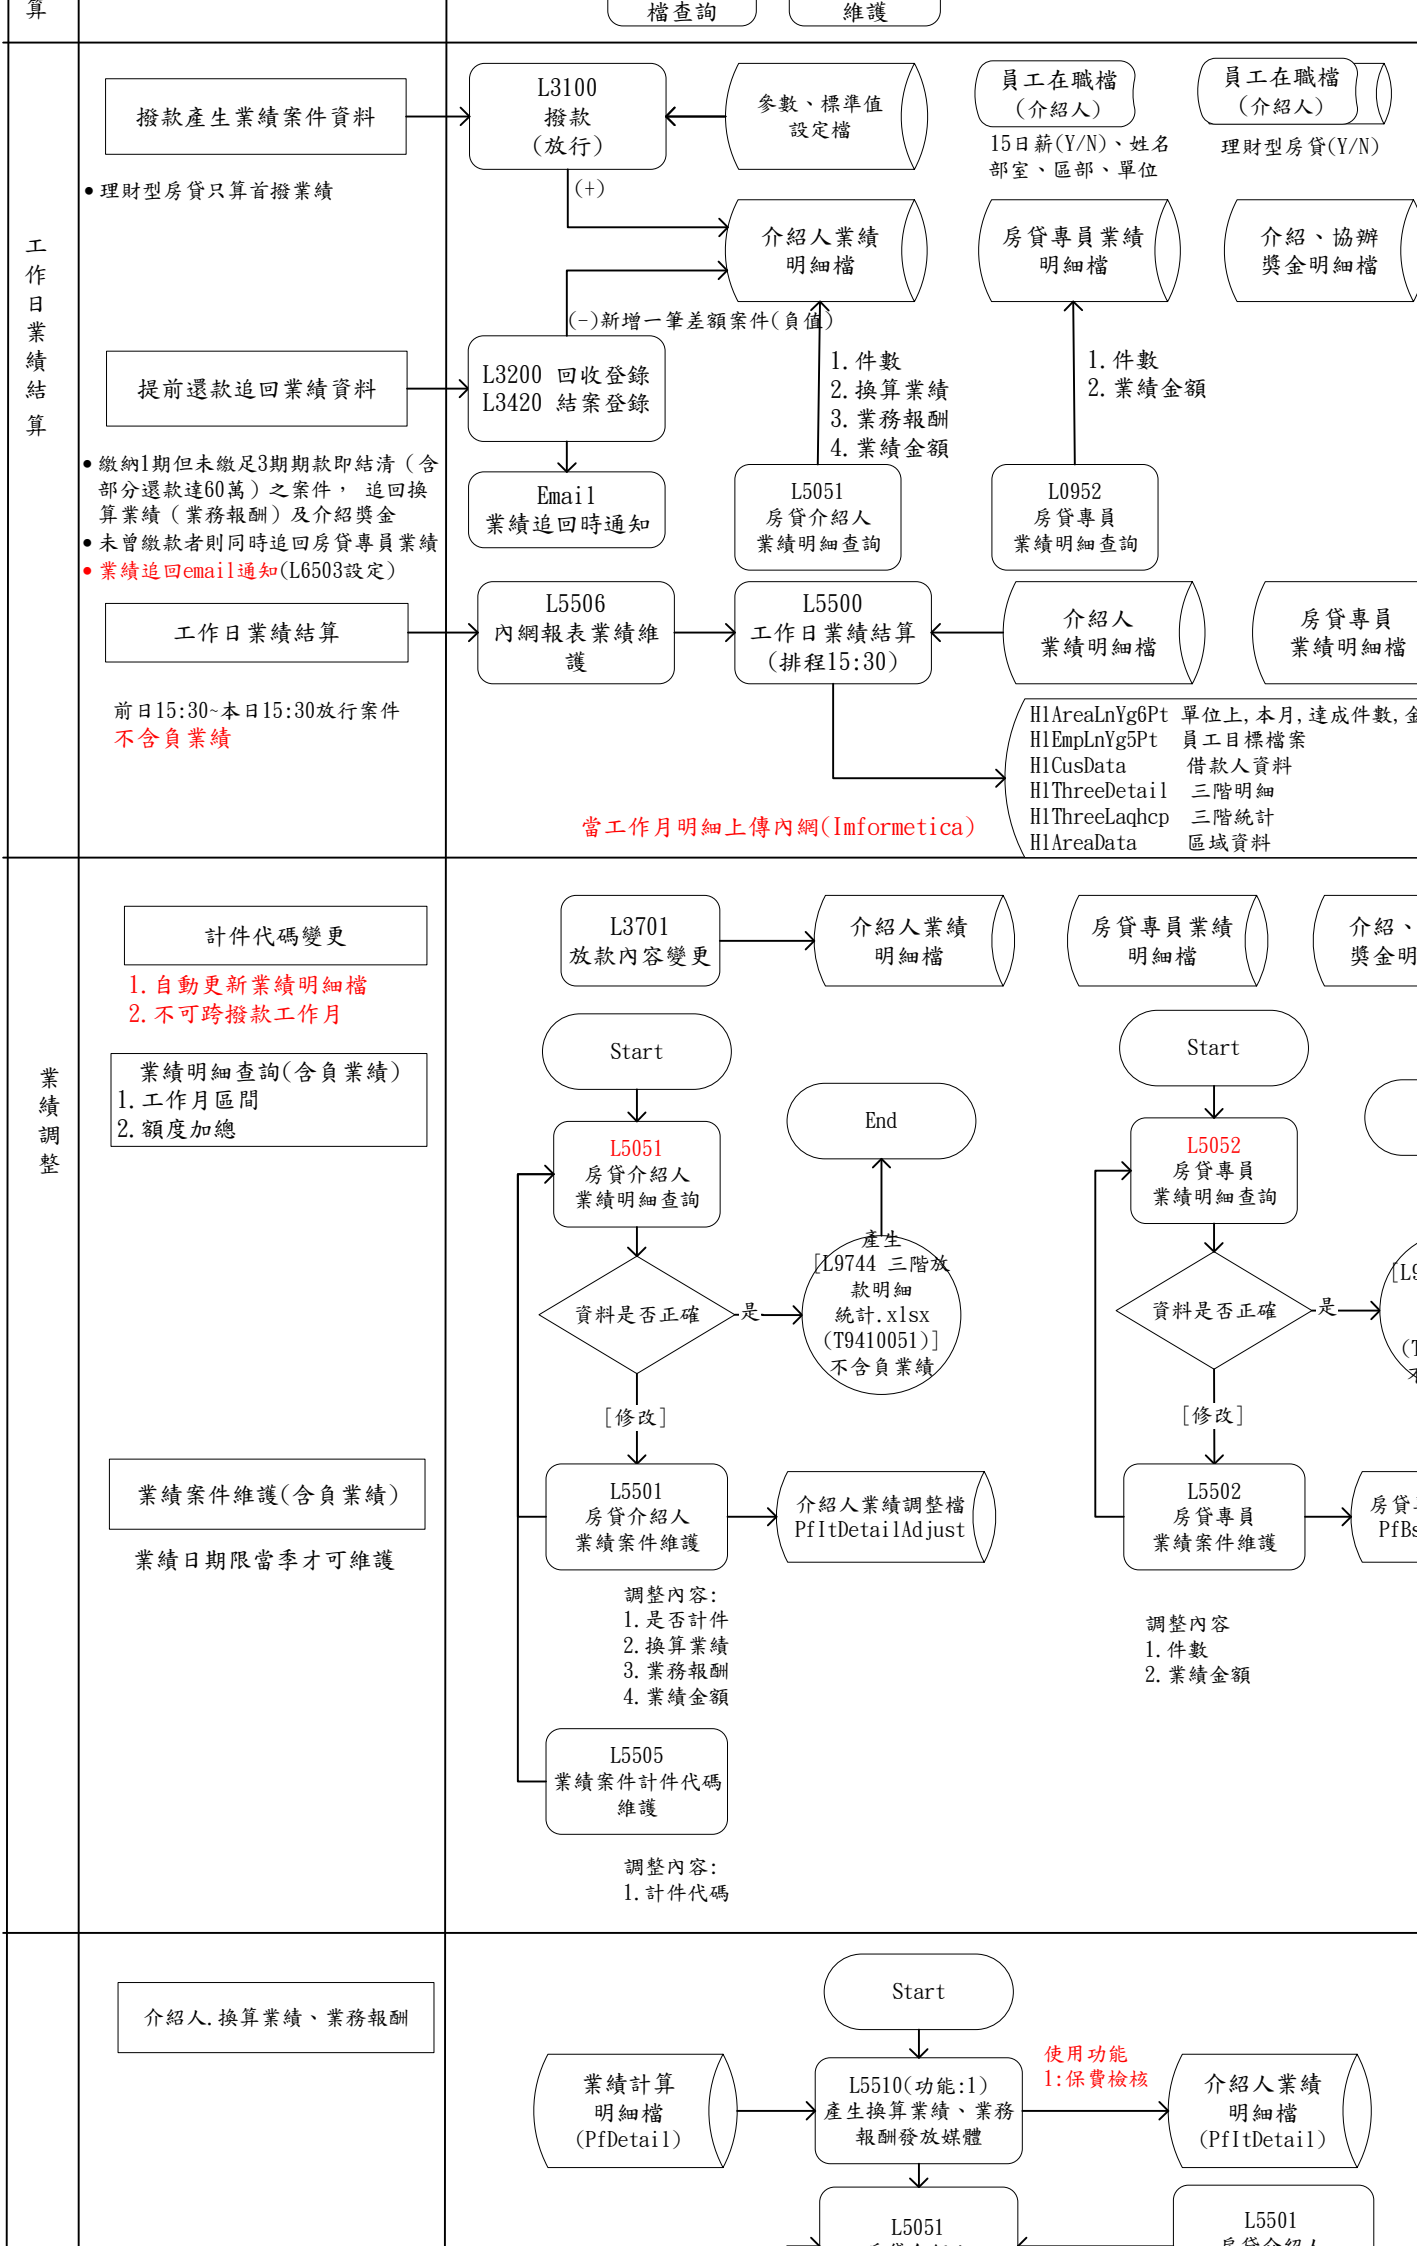 算
檔查詢
維護
工作日業績結算
撥款產生業績案件資料
L3100
撥款
(放行)
參數、標準值
設定檔
員工在職檔
(介紹人)
15日薪(Y/N)、姓名
部室、區部、單位
員工在職檔
(介紹人)
理財型房貸(Y/N)
•理財型房貸只算首撥業績
(+)
介紹人業績
明細檔
房貸專員業績
明細檔
介紹、協辦
獎金明細檔
(-)新增一筆差額案件(負值)
提前還款追回業績資料
L3200 回收登錄
L3420 結案登錄
1.件數
2.換算業績
3.業務報酬
4.業績金額
1.件數
2.業績金額
•繳納1期但未繳足3期期款即結清（含
部分還款達60萬）之案件， 追回換
算業績（業務報酬）及介紹獎金
•未曾繳款者則同時追回房貸專員業績
•業績追回email通知(L6503設定)
Email
業績追回時通知
L5051
房貸介紹人
業績明細查詢
L0952
房貸專員
業績明細查詢
工作日業績結算
L5506
內網報表業績維
護
L5500
工作日業績結算
(排程15:30)
介紹人
業績明細檔
房貸專員
業績明細檔
前日15:30~本日15:30放行案件
不含負業績
HlAreaLnYg6Pt 單位上,本月,達成件數,金
HlEmpLnYg5Pt 員工目標檔案
HlCusData 借款人資料
HlThreeDetail 三階明細
HlThreeLaqhcp 三階統計
HlAreaData 區域資料
當工作月明細上傳內網(Imformetica)
業績調整
計件代碼變更
1.自動更新業績明細檔
2.不可跨撥款工作月
L3701
放款內容變更
介紹人業績
明細檔
房貸專員業績
明細檔
介紹、
獎金明
業績明細查詢(含負業績)
1.工作月區間
2.額度加總
Start
L5051
房貸介紹人
業績明細查詢
End
產生
[L9744 三階放
款明細
統計.xlsx
(T9410051)]
不含負業績
資料是否正確
是
[修改]
Start
L5052
房貸專員
業績明細查詢
資料是否正確
是
[L9
(T
[修改]
業績案件維護(含負業績)
業績日期限當季才可維護
L5501
房貸介紹人
業績案件維護
介紹人業績調整檔
PfItDetailAdjust
L5502
房貸專員
業績案件維護
房貸
PfBs
調整內容:
1.是否計件
2.換算業績
3.業務報酬
4.業績金額
調整內容
1.件數
2.業績金額
L5505
業績案件計件代碼
維護
調整內容:
1.計件代碼
介紹人.換算業績、業務報酬
Start
業績計算
明細檔
(PfDetail)
L5510(功能:1)
產生換算業績、業務
報酬發放媒體
使用功能
1:保費檢核
介紹人業績
明細檔
(PfItDetail)
L5051
L5501
房貸介紹人